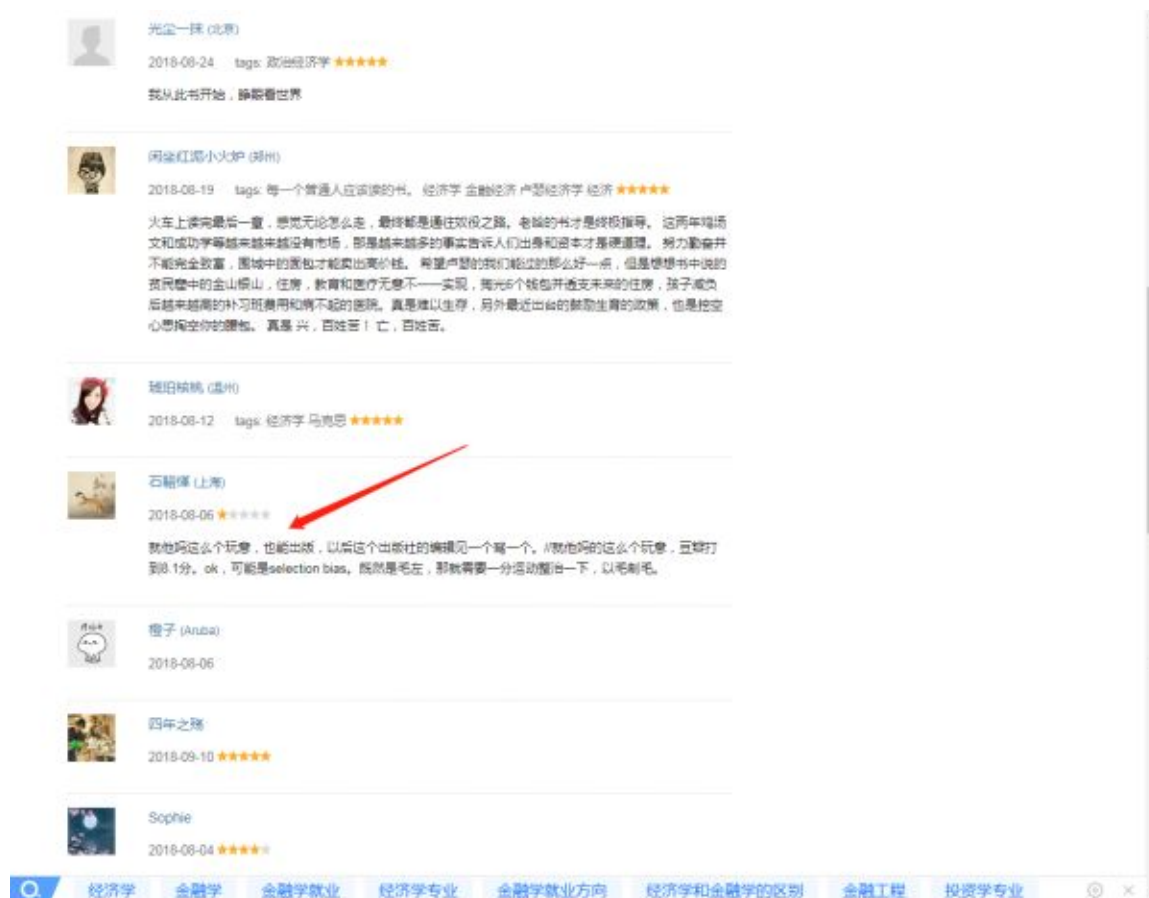 光尘一抹 (北京)
2018-08-24 tags: 政治经济学
我从此书开始，睁眼看世界
闲坐红泥小火炉 (郑州)
2018-08-19 tags: 每一个普通人应该读的书。 经济学 金融经济 卢瑟经济学 经济
火车上读完最后一章，感觉无论怎么走，最终都是通往奴役之路。老骆的书才是终极指导。 这两年鸡汤
文和成功学等越来越来越没有市场，那是越来越多的事实告诉人们出身和资本才是硬道理。 努力勤奋并
不能完全致富，围城中的面包才能卖出高价钱。 希望卢瑟的我们能过的那么好一点，但是想想书中说的
贫民窟中的金山银山，住房，教育和医疗无意不一一实现，掏光6个钱包并透支未来的住房，孩子减负
后越来越高的补习班费用和病不起的医院。真是难以生存，另外最近出台的鼓励生育的政策，也是挖空
心思掏空你的腰包。 真是 兴，百姓苦！ 亡，百姓苦。
琥珀核桃 (温州)
2018-08-12 tags: 经济学 马克思
石 (上海)
2018-08-06
就他妈这么个玩意，也能出版，以后这个出版社的编辑见一个骂一个。//就他妈的这么个玩意，豆瓣打
到8.1分。ok，可能是selection bias。既然是毛左，那就需要一分运动整治一下，以毛制毛。
橙子 (Aruba)
2018-08-06
四年之殇
2018-09-10
Sophie
2018-08-04
经济学 金融学 金融学就业 经济学专业 金融学就业方向 经济学和金融学的区别 金融工程 投资学专业